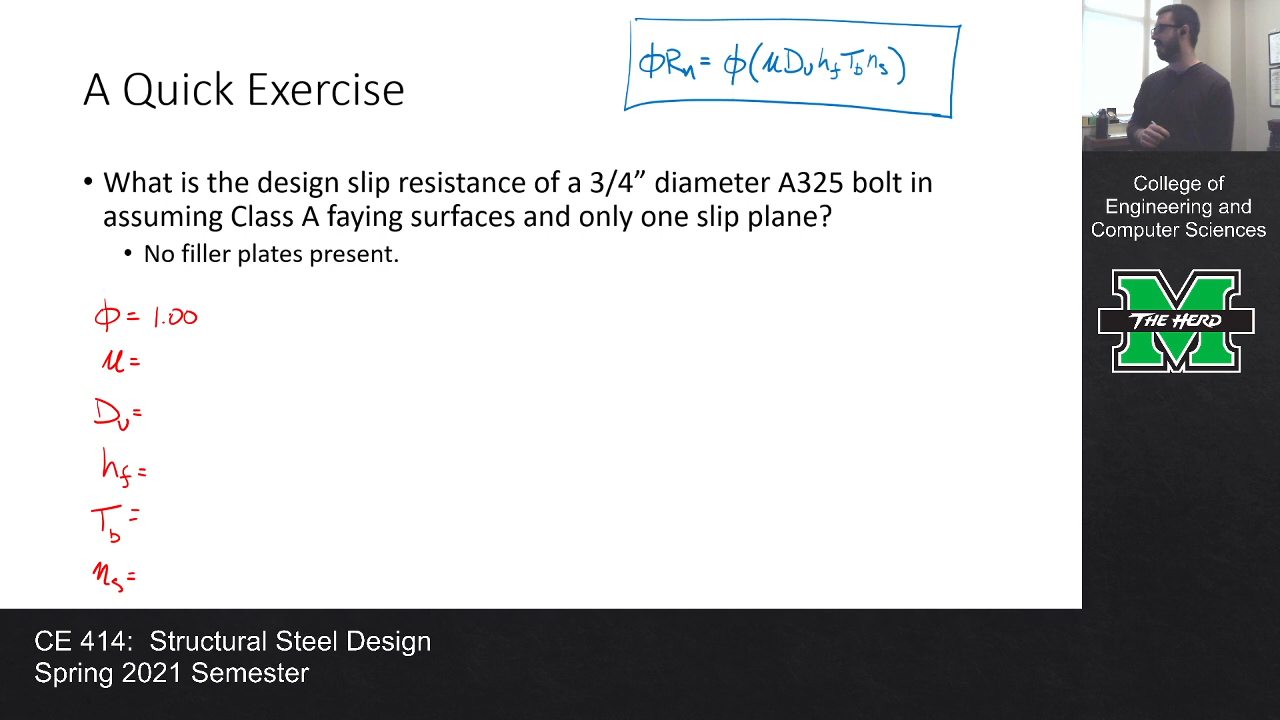 A Quick Exercise
ϕRn = ϕ(μDuhfTbns)
• What is the design slip resistance of a 3/4” diameter A325 bolt in
assuming Class A faying surfaces and only one slip plane?
• No filler plates present.
ϕ = 1.00
μ =
Du =
hf =
Tb =
ns =
College of
Engineering and
Computer Sciences
THE HERD
CE 414: Structural Steel Design
Spring 2021 Semester